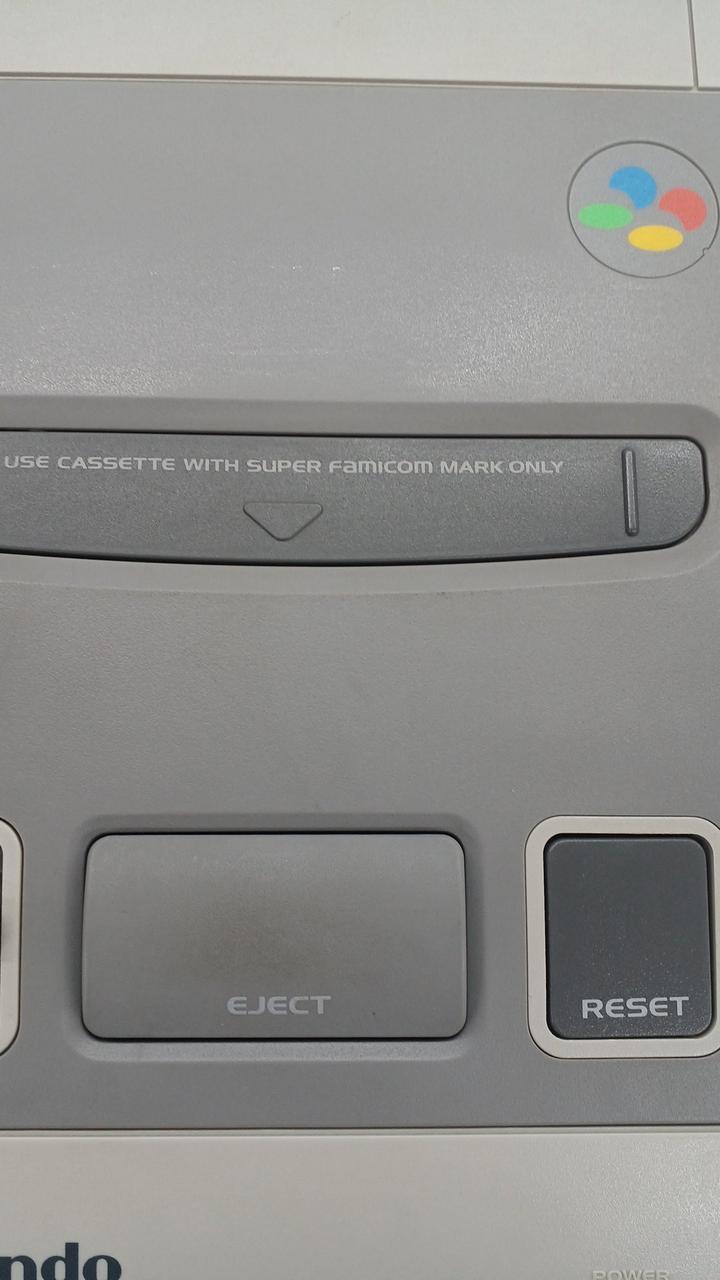 USE CASSETTE WITH SUPER FAMICOM MARK ONLY
EJECT
RESET
ndo
POWER